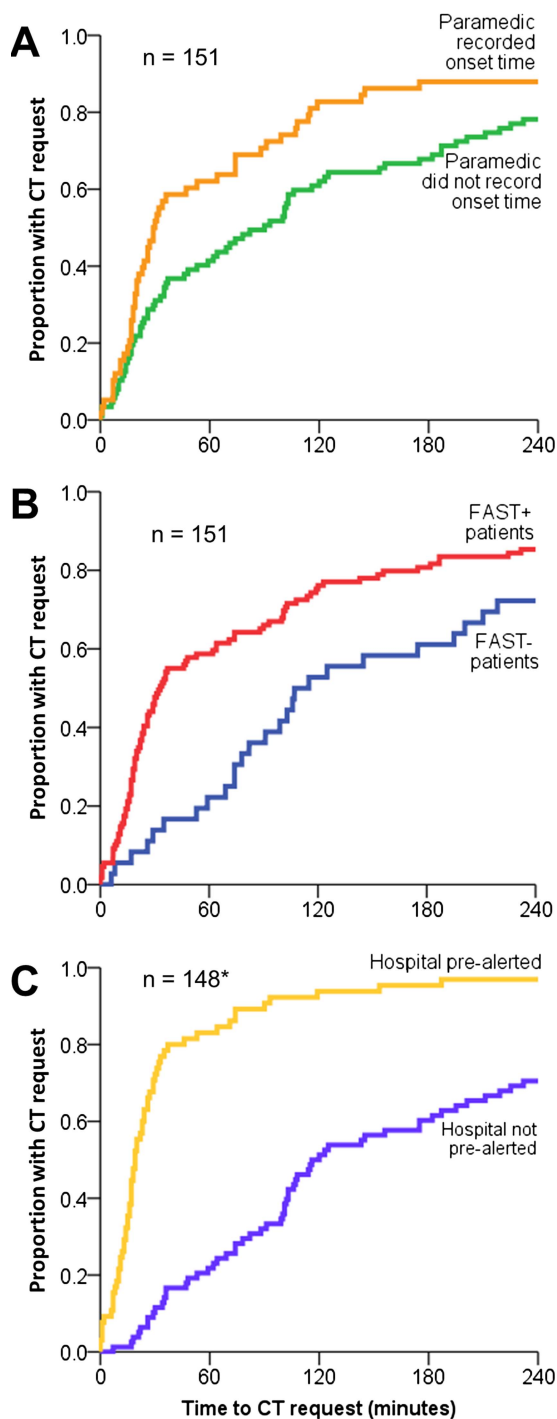 A
n = 151
Paramedic
recorded
onset time
Paramedic
did not record
onset time
Proportion with CT request
1.0
0.8
0.6
0.4
0.2
0.0
0
60
120
180
240
B
n = 151
FAST+
patients
FAST-
patients
Proportion with CT request
1.0
0.8
0.6
0.4
0.2
0.0
0
60
120
180
240
C
n = 148*
Hospital pre-alerted
Hospital not
pre-alerted
Proportion with CT request
1.0
0.8
0.6
0.4
0.2
0.0
0
60
120
180
240
Time to CT request (minutes)